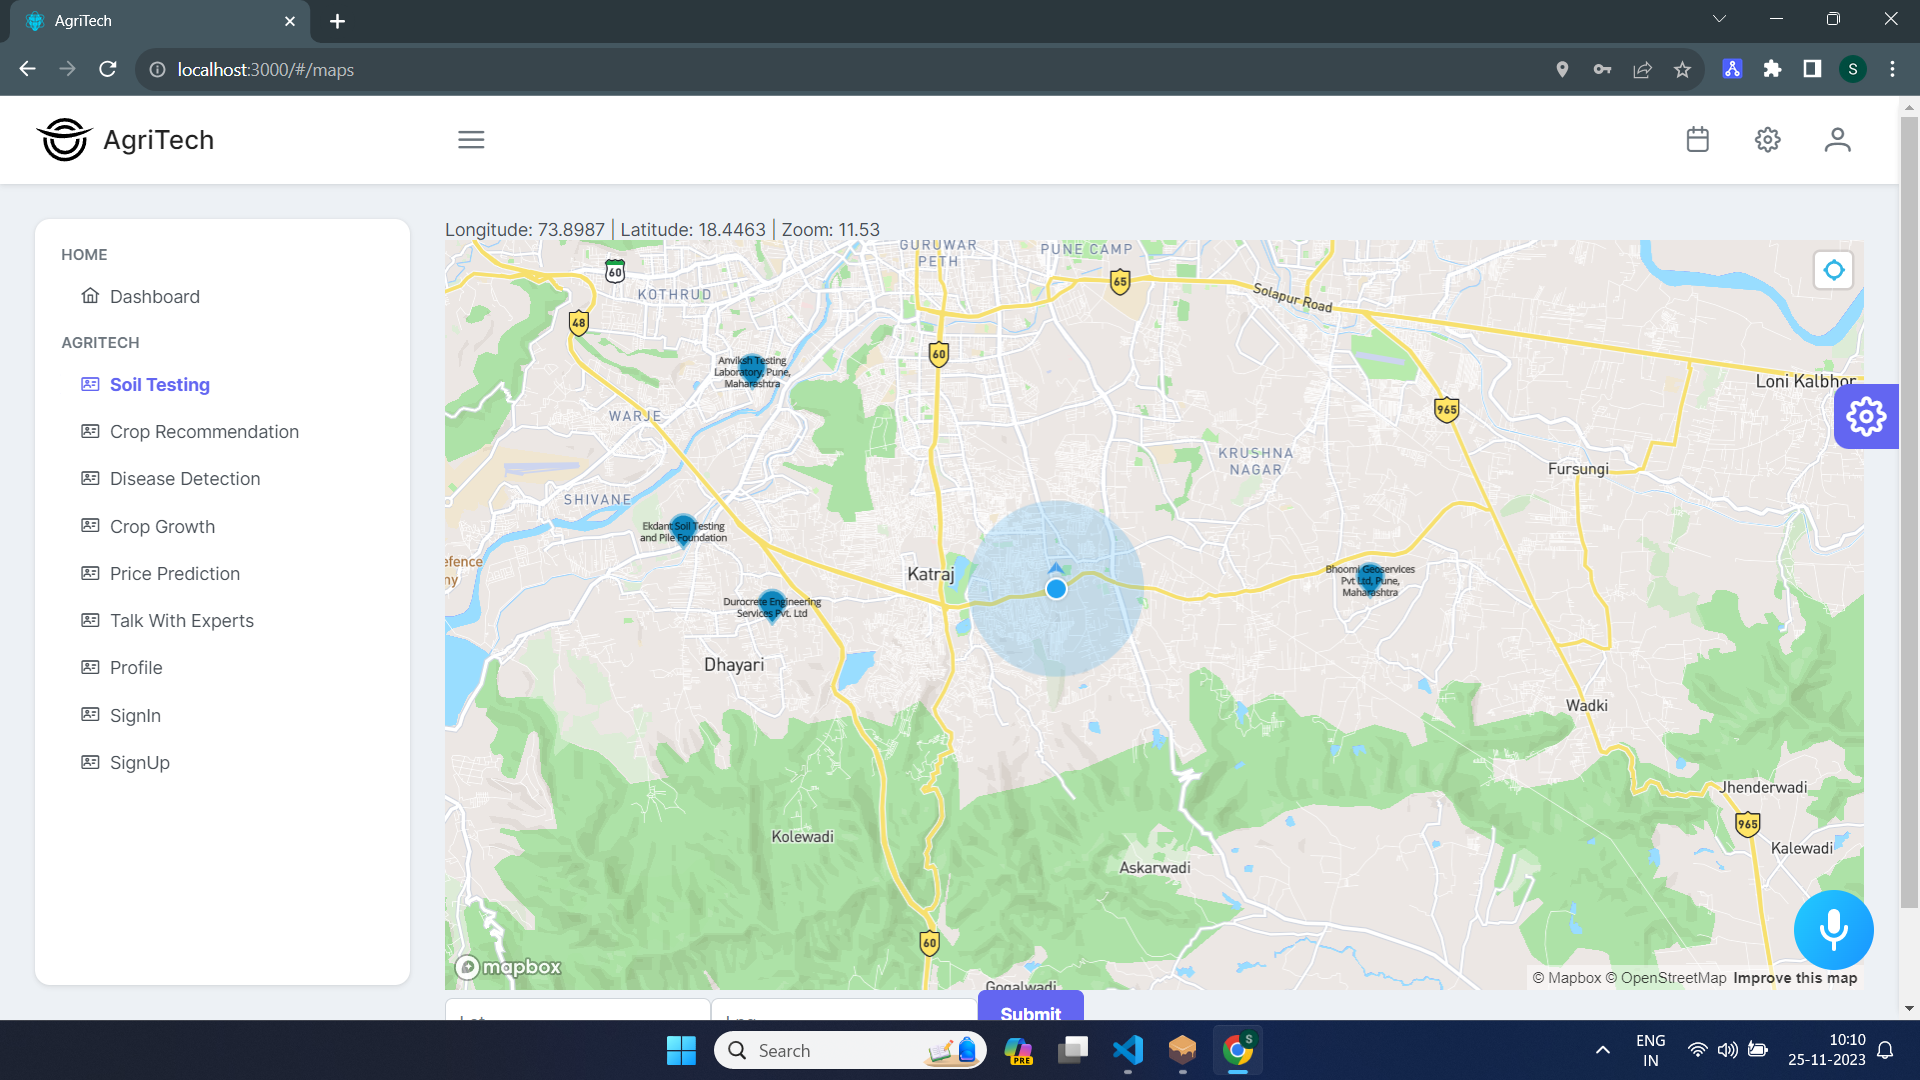 AgriTech
localhost:3000/#/maps
S
AgriTech
HOME
Dashboard
AGRITECH
Soil Testing
Crop Recommendation
Disease Detection
Crop Growth
Price Prediction
Talk With Experts
Profile
SignIn
SignUp
Longitude: 73.8987 | Latitude: 18.4463 | Zoom: 11.53
GURUWAR
PETH
PUNE CAMP
60
KOTHRUD
65
Solapur Road
48
60
Anviksh Testing
Laboratory, Pune,
Maharashtra
Loni Kalbhor
WARJE
965
KRUSHNA
NAGAR
Fursungi
SHIVANE
Ekdant Soil Testing
and Pile Foundation
efence
ny
Katraj
Bhoomi Geoservices
Pvt Ltd, Pune,
Maharashtra
Durocrete Engineering
Services Pvt. Ltd
Dhayari
Wadki
Jhenderwadi
965
Kolewadi
Kalewadi
Askarwadi
60
mapbox
© Mapbox © OpenStreetMap Improve this map
Gogalwadi
Submit
Search
PRE
S
ENG
IN
10:10
25-11-2023